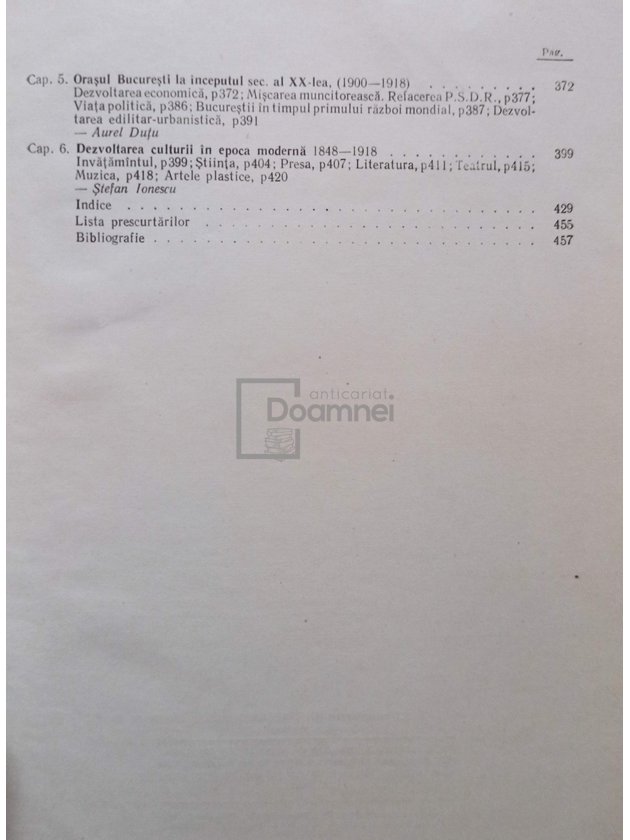 Pag.
Cap. 5. Orașul București la începutul sec. al XX-lea, (1900—1918) . . . . . . . . 372
Dezvoltarea economică, p372; Mișcarea muncitorească. Refacerea P.S.D.R., p377;
Viața politică, p386; Bucureștii în timpul primului război mondial, p387; Dezvol-
tarea edilitar-urbanistică, p391
— Aurel Duțu
Cap. 6. Dezvoltarea culturii în epoca modernă 1848—1918 . . . . . . . . . . . 399
Învățămîntul, p399; Știința, p404; Presa, p407; Literatura, p411; Teatrul, p415;
Muzica, p418; Artele plastice, p420
— Ștefan Ionescu
Indice . . . . . . . . . . . . . . . . . . . . . . . . . . . . . . 429
Lista prescurtărilor . . . . . . . . . . . . . . . . . . . . . . . . . 455
Bibliografie . . . . . . . . . . . . . . . . . . . . . . . . . . . . 457
anticariat
Doamnei